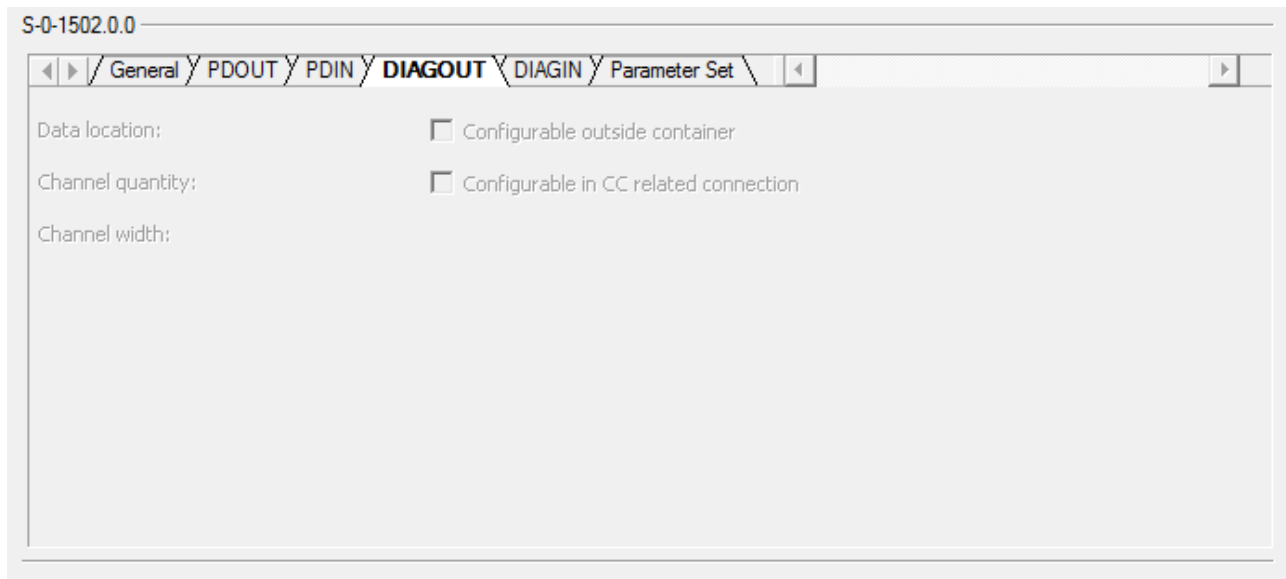 S-0-1502.0.0
General PDOUT PDIN DIAGOUT DIAGIN Parameter Set
Data location: Configurable outside container
Channel quantity: Configurable in CC related connection
Channel width: